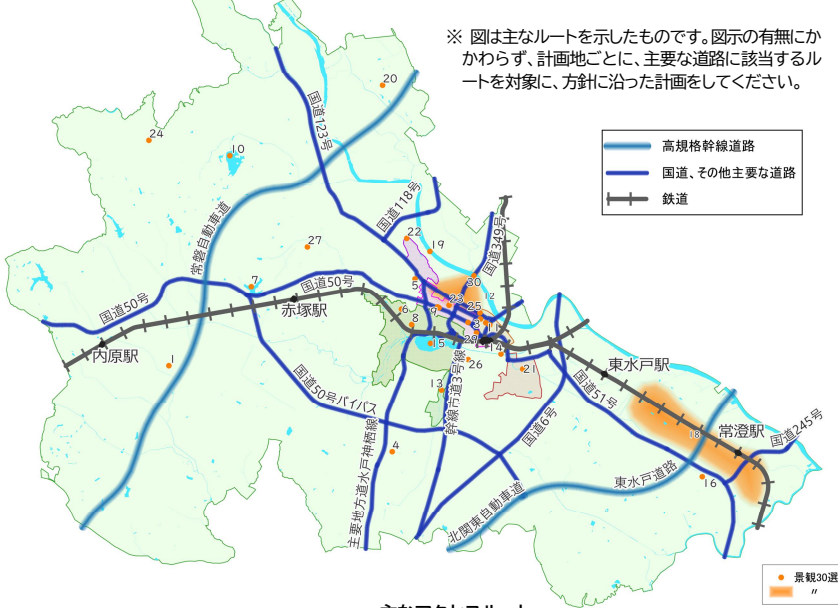 ※ 図は主なルートを示したものです。図示の有無にか
かわらず、計画地ごとに、主要な道路に該当するル
ートを対象に、方針に沿った計画をしてください。
高規格幹線道路
国道、その他主要な道路
鉄道
20
24
10
国道123号
国道118号
22
19
国道349号
27
常磐自動車道
7
国道50号
国道50号
5
30
23
12
25
赤塚駅
6
8
9
3
11
内原駅
15
29
14
1
26
21
東水戸駅
13
国道50号バイパス
幹線市道3号線
国道51号
国道6号
18
常澄駅
国道245号
4
主要地方道水戸神栖線
北関東自動車道
東水戸道路
16
景観30選
〃